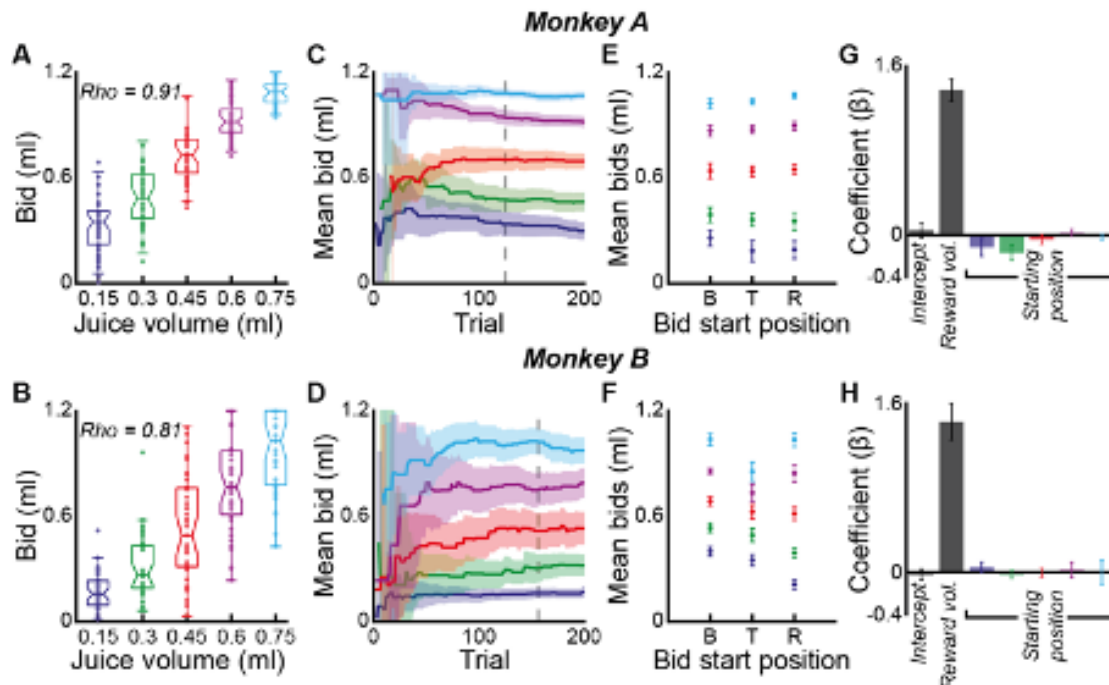 Monkey A
A
Rho = 0.91
Bid (ml)
1.2
0.6
0
0.15 0.3 0.45 0.6 0.75
Juice volume (ml)
C
Mean bid (ml)
1.2
0.6
0
0 100 200
Trial
E
Mean bids (ml)
1.2
0.6
0
B T R
Bid start position
G
Coefficient (β)
1.6
0
-0.4
Intercept
Reward vol.
Starting
position
Monkey B
B
Rho = 0.81
Bid (ml)
1.2
0.6
0
0.15 0.3 0.45 0.6 0.75
Juice volume (ml)
D
Mean bid (ml)
1.2
0.6
0
0 100 200
Trial
F
Mean bids (ml)
1.2
0.6
0
B T R
Bid start position
H
Coefficient (β)
1.6
0
-0.4
Intercept
Reward vol.
Starting
position